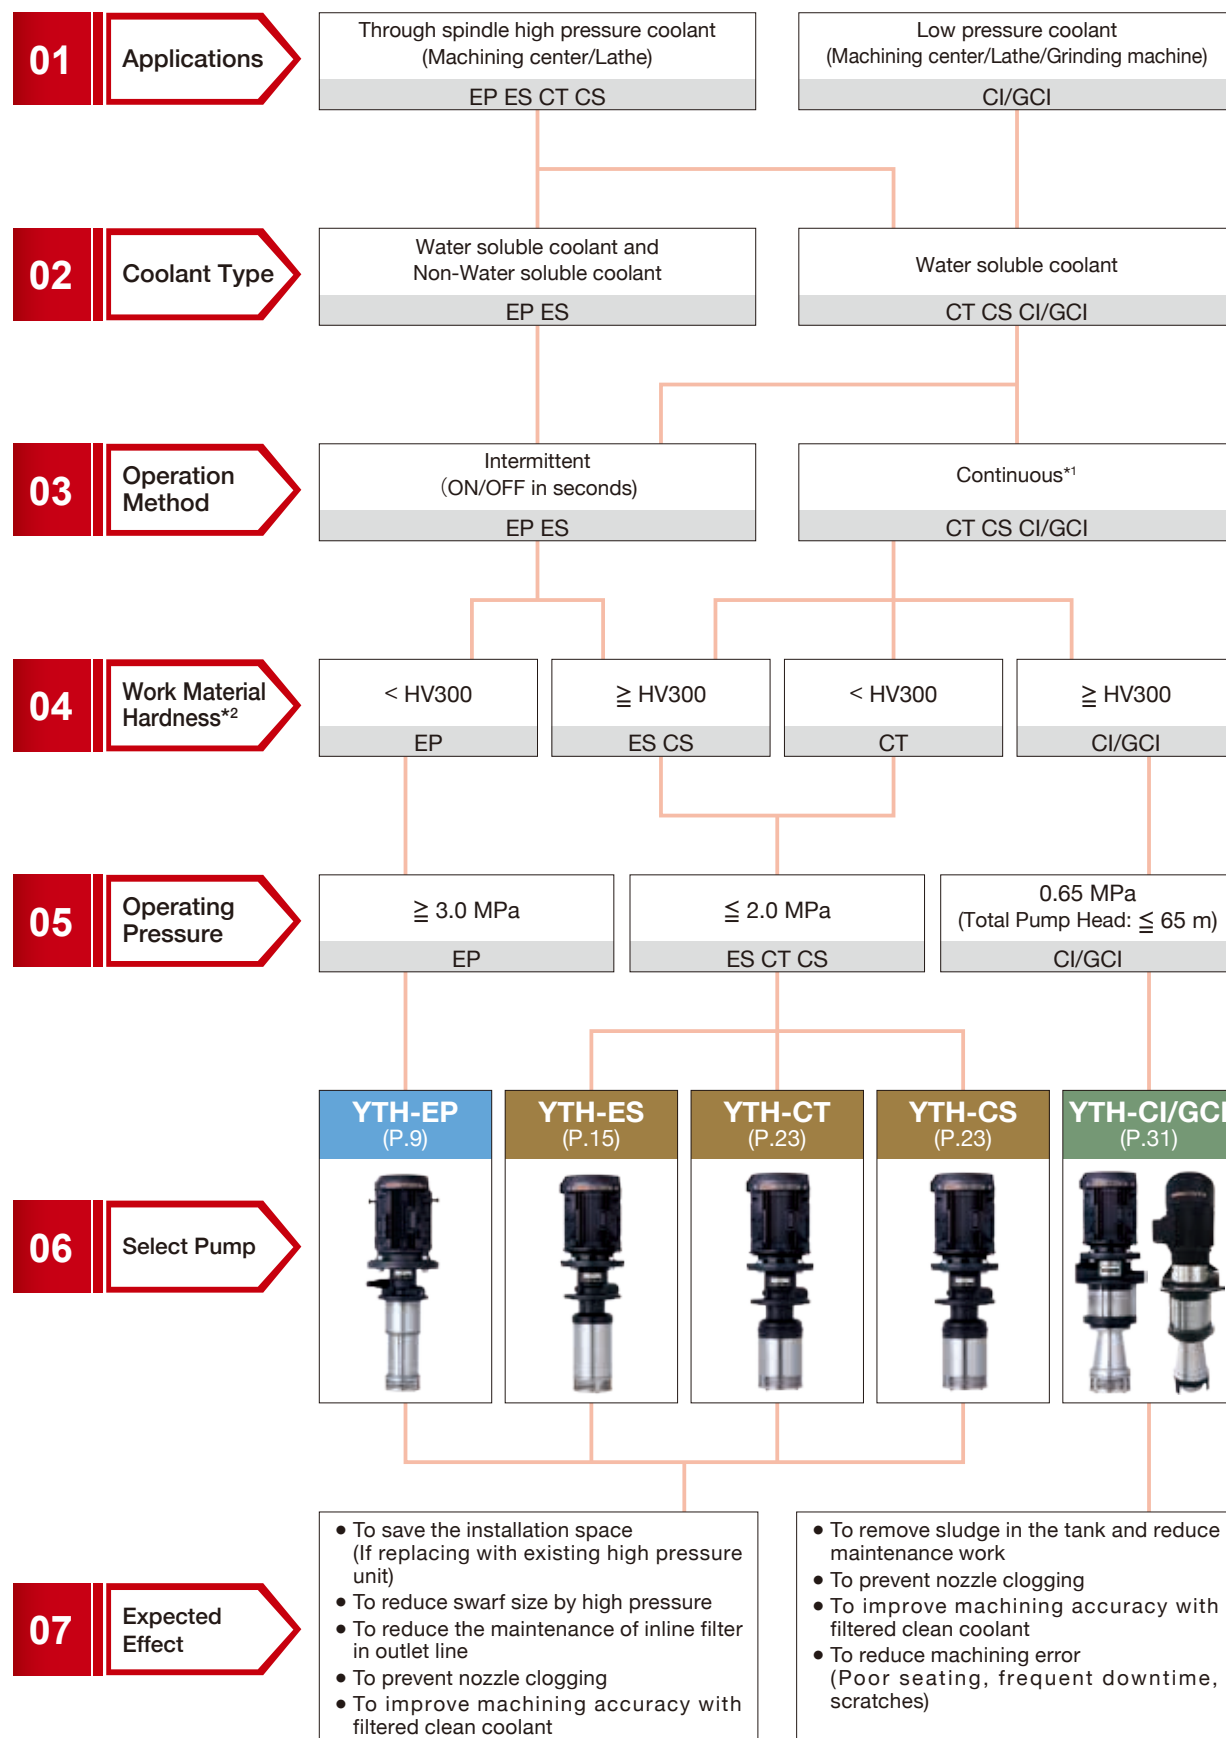 01
Applications
Through spindle high pressure coolant
(Machining center/Lathe)
EP ES CT CS
Low pressure coolant
(Machining center/Lathe/Grinding machine)
CI/GCI
02
Coolant Type
Water soluble coolant and
Non-Water soluble coolant
EP ES
Water soluble coolant
CT CS CI/GCI
03
Operation
Method
Intermittent
(ON/OFF in seconds)
EP ES
Continuous*1
CT CS CI/GCI
04
Work Material
Hardness*2
< HV300
EP
≧ HV300
ES CS
< HV300
CT
≧ HV300
CI/GCI
05
Operating
Pressure
≧ 3.0 MPa
EP
≦ 2.0 MPa
ES CT CS
0.65 MPa
(Total Pump Head: ≦ 65 m)
CI/GCI
06
Select Pump
YTH-EP
(P.9)
YTH-ES
(P.15)
YTH-CT
(P.23)
YTH-CS
(P.23)
YTH-CI/GCI
(P.31)
07
Expected
Effect
• To save the installation space
(If replacing with existing high pressure
unit)
• To reduce swarf size by high pressure
• To reduce the maintenance of inline filter
in outlet line
• To prevent nozzle clogging
• To improve machining accuracy with
filtered clean coolant
• To remove sludge in the tank and reduce
maintenance work
• To prevent nozzle clogging
• To improve machining accuracy with
filtered clean coolant
• To reduce machining error
(Poor seating, frequent downtime,
scratches)